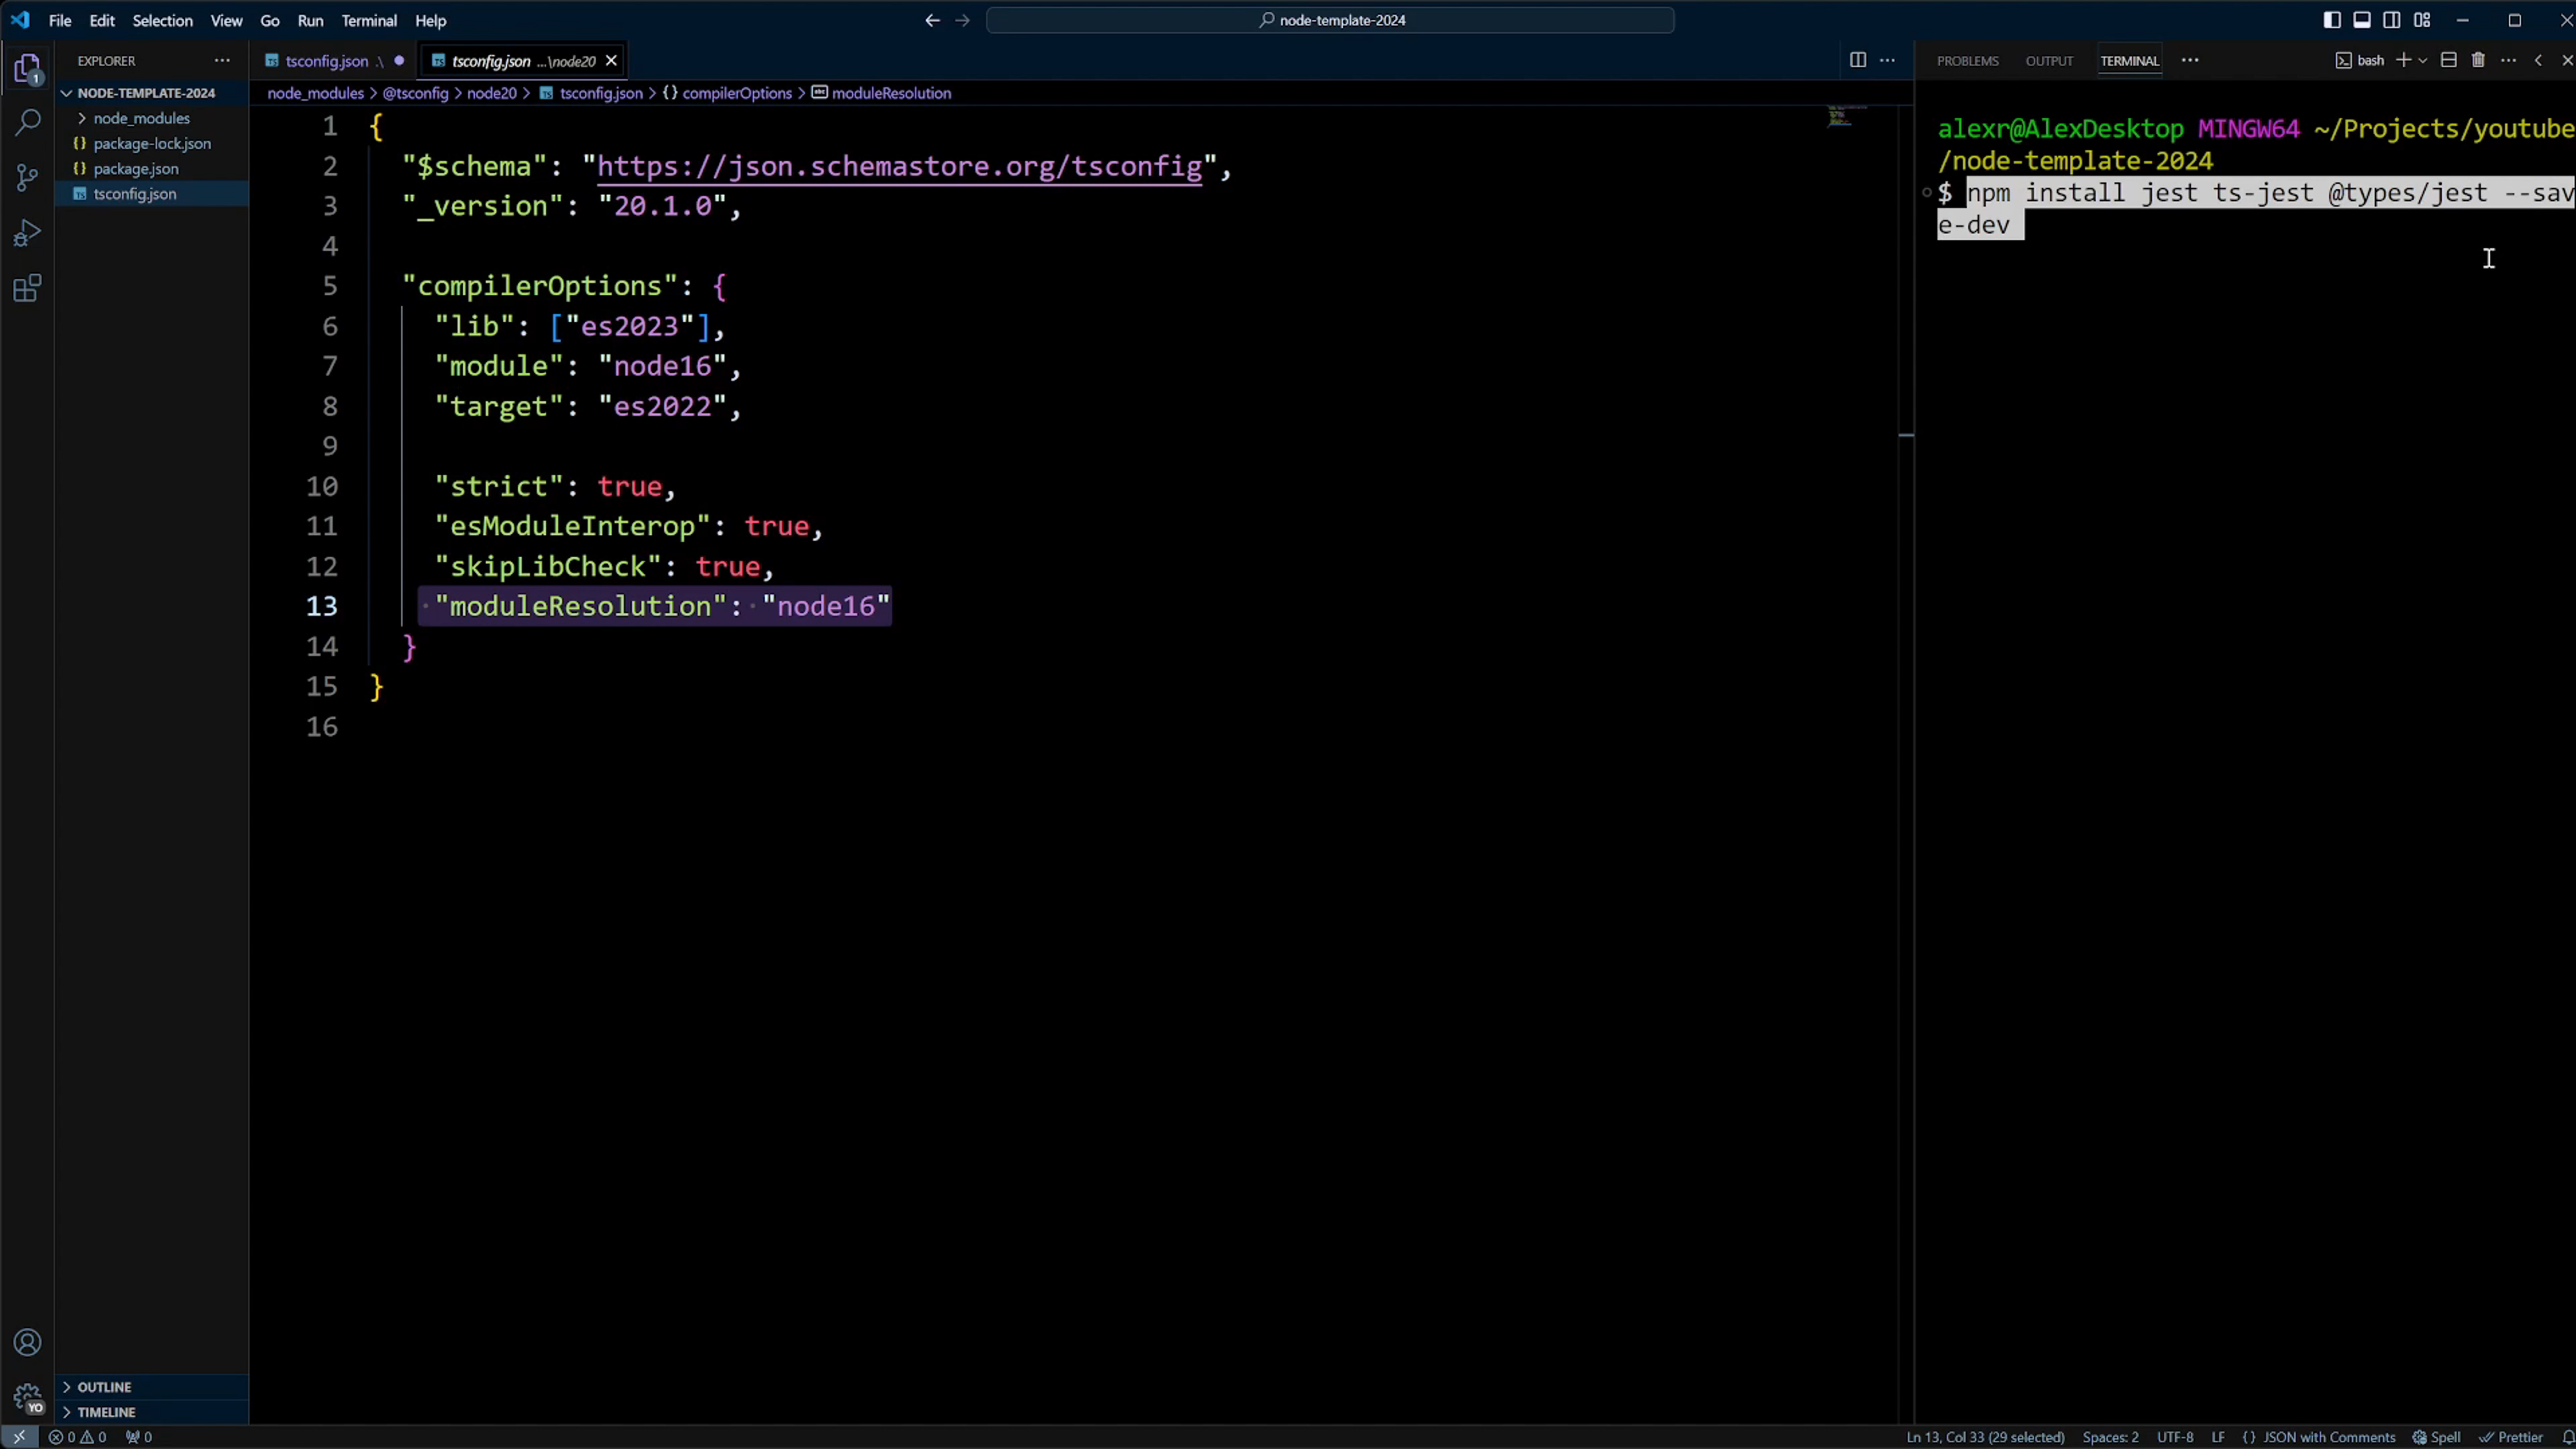 File Edit Selection View Go Run Terminal Help
node-template-2024
EXPLORER
NODE-TEMPLATE-2024
node_modules
package-lock.json
package.json
tsconfig.json
1
YO
OUTLINE
TIMELINE
tsconfig.json .\
tsconfig.json ...\node20
node_modules > @tsconfig > node20 > tsconfig.json > {} compilerOptions > moduleResolution
1 {
2 "$schema": "https://json.schemastore.org/tsconfig",
3 "_version": "20.1.0",
4
5 "compilerOptions": {
6 "lib": ["es2023"],
7 "module": "node16",
8 "target": "es2022",
9
10 "strict": true,
11 "esModuleInterop": true,
12 "skipLibCheck": true,
13 "moduleResolution": "node16"
14 }
15 }
16
PROBLEMS OUTPUT TERMINAL bash
alexr@AlexDesktop MINGW64 ~/Projects/youtube
/node-template-2024
$ npm install jest ts-jest @types/jest --sav
e-dev
0 0 0
Ln 13, Col 33 (29 selected) Spaces: 2 UTF-8 LF {} JSON with Comments Spell Prettier